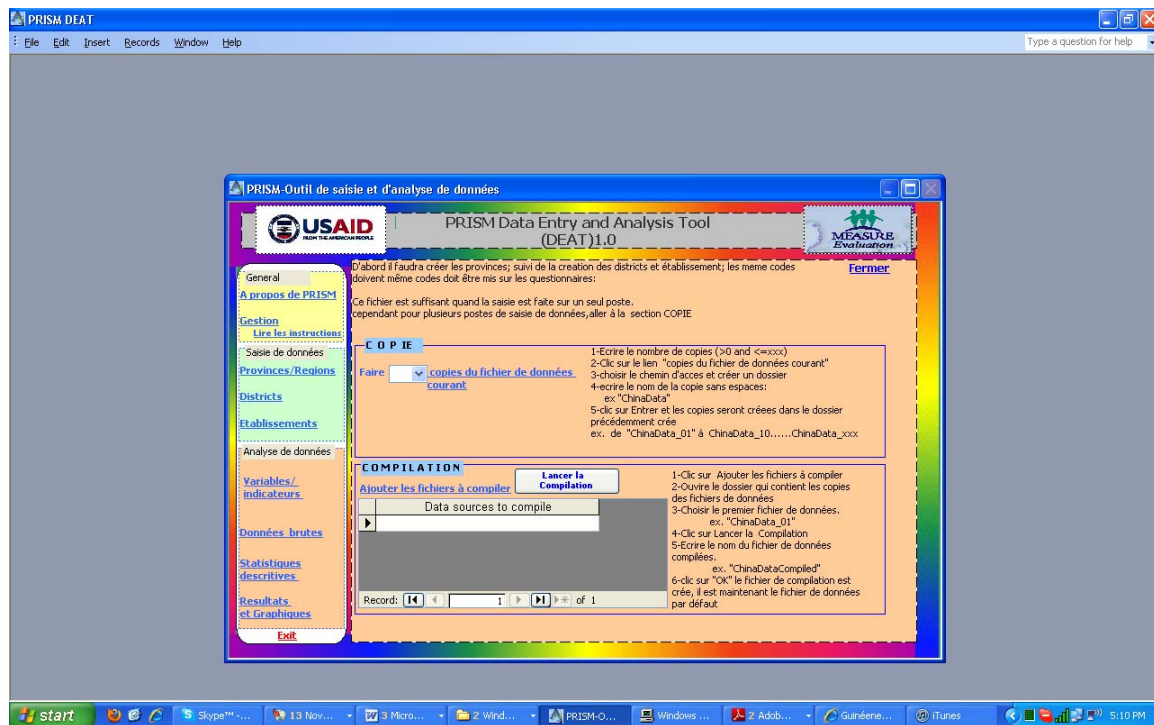 PRISM DEAT
File Edit Insert Records Window Help
Type a question for help
PRISM-Outil de saisie et d'analyse de données
USAID
FROM THE AMERICAN PEOPLE
PRISM Data Entry and Analysis Tool
(DEAT)1.0
MEASURE
Evaluation
General
A propos de PRISM
Gestion
Lire les instructions
Saisie de données
Provinces/Regions
Districts
Etablissements
Analyse de données
Variables/
indicateurs
Données brutes
Statistiques
descritives
Resultats
et Graphiques
Exit
D'abord il faudra créer les provinces; suivi de la creation des districts et établissement; les meme codes
doivent même codes doit être mis sur les questionnaires:
Fermer
Ce fichier est suffisant quand la saisie est faite sur un seul poste.
cependant pour plusieurs postes de saisie de données,aller à la section COPIE
COPIE
Faire copies du fichier de données
courant
1-Ecrire le nombre de copies (>0 and <=xxx)
2-Clic sur le lien "copies du fichier de données courant"
3-choisir le chemin d'acces et créer un dossier
4-ecrire le nom de la copie sans espaces:
ex "ChinaData"
5-clic sur Entrer et les copies seront créees dans le dossier
précédemment crée
ex. de "ChinaData_01" à ChinaData_10......ChinaData_xxx
COMPILATION
Ajouter les fichiers à compiler
Lancer la
Compilation
Data sources to compile
Record: 1 of 1
1-Clic sur Ajouter les fichiers à compiler
2-Ouvire le dossier qui contient les copies
des fichiers de données
3-Choisir le premier fichier de données.
ex. "ChinaData_01"
4-Clic sur Lancer la Compilation
5-Ecrire le nom du fichier de données
compilées.
ex. "ChinaDataCompiled"
6-clic sur "OK" le fichier de compilation est
crée, il est maintenant le fichier de données
par défaut
start
Skype™ -...
13 Nov...
3 Micro...
2 Wind...
PRISM-O...
Windows ...
2 Adob...
Guinéene...
iTunes
5:10 PM